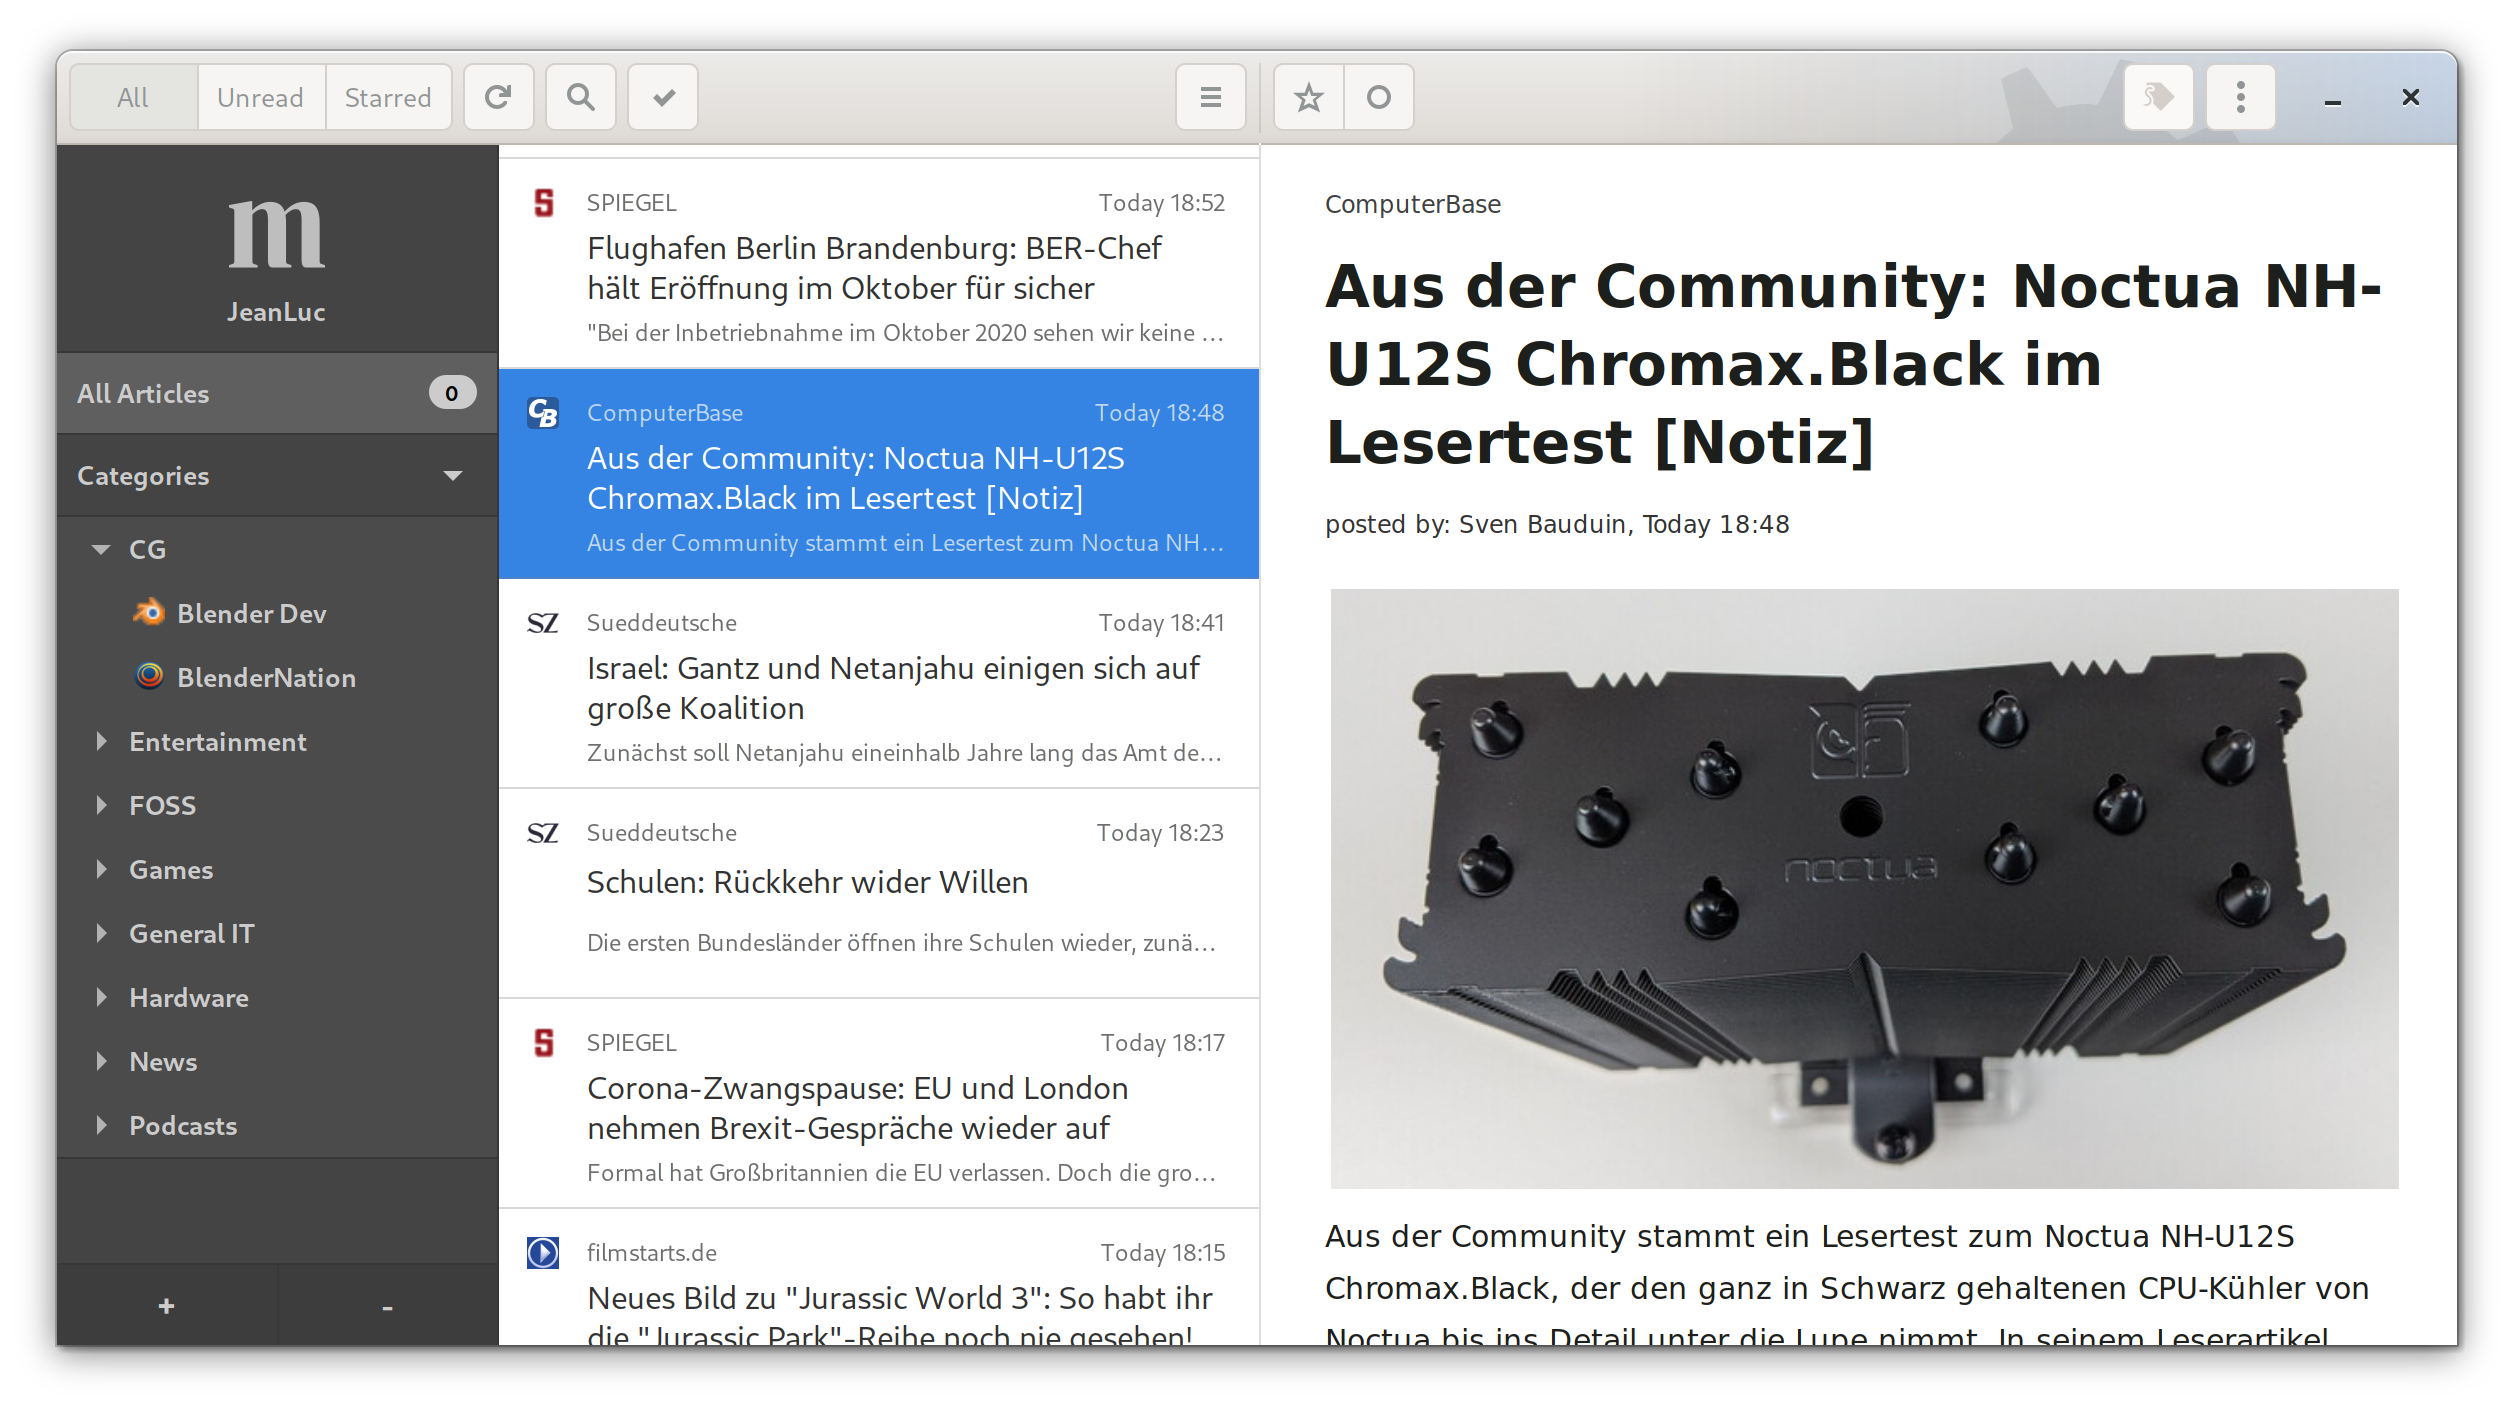 All Unread Starred
m
JeanLuc
All Articles 0
Categories
CG
Blender Dev
BlenderNation
Entertainment
FOSS
Games
General IT
Hardware
News
Podcasts
+ -
SPIEGEL Today 18:52
Flughafen Berlin Brandenburg: BER-Chef
hält Eröffnung im Oktober für sicher
"Bei der Inbetriebnahme im Oktober 2020 sehen wir keine …
CB ComputerBase Today 18:48
Aus der Community: Noctua NH-U12S
Chromax.Black im Lesertest [Notiz]
Aus der Community stammt ein Lesertest zum Noctua NH…
SZ Sueddeutsche Today 18:41
Israel: Gantz und Netanjahu einigen sich auf
große Koalition
Zunächst soll Netanjahu eineinhalb Jahre lang das Amt de…
SZ Sueddeutsche Today 18:23
Schulen: Rückkehr wider Willen
Die ersten Bundesländer öffnen ihre Schulen wieder, zunä…
SPIEGEL Today 18:17
Corona-Zwangspause: EU und London
nehmen Brexit-Gespräche wieder auf
Formal hat Großbritannien die EU verlassen. Doch die gro…
filmstarts.de Today 18:15
Neues Bild zu "Jurassic World 3": So habt ihr
die "Jurassic Park"-Reihe noch nie gesehen!
ComputerBase
Aus der Community: Noctua NH-
U12S Chromax.Black im
Lesertest [Notiz]
posted by: Sven Bauduin, Today 18:48
noctua
Aus der Community stammt ein Lesertest zum Noctua NH-U12S
Chromax.Black, der den ganz in Schwarz gehaltenen CPU-Kühler von
Noctua bis ins Detail unter die Lupe nimmt. In seinem Leserartikel